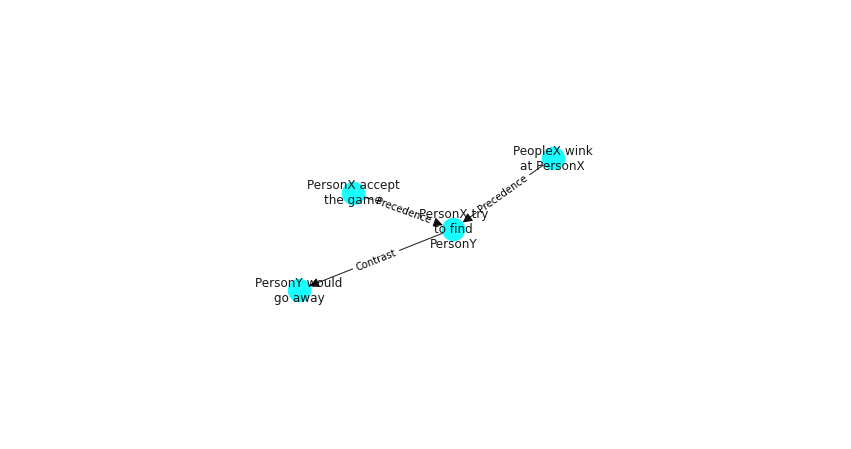 PeopleX wink
at PersonX
Precedence
PersonX accept
the game
Precedence
PersonX try
to find
PersonY
Contrast
PersonY would
go away